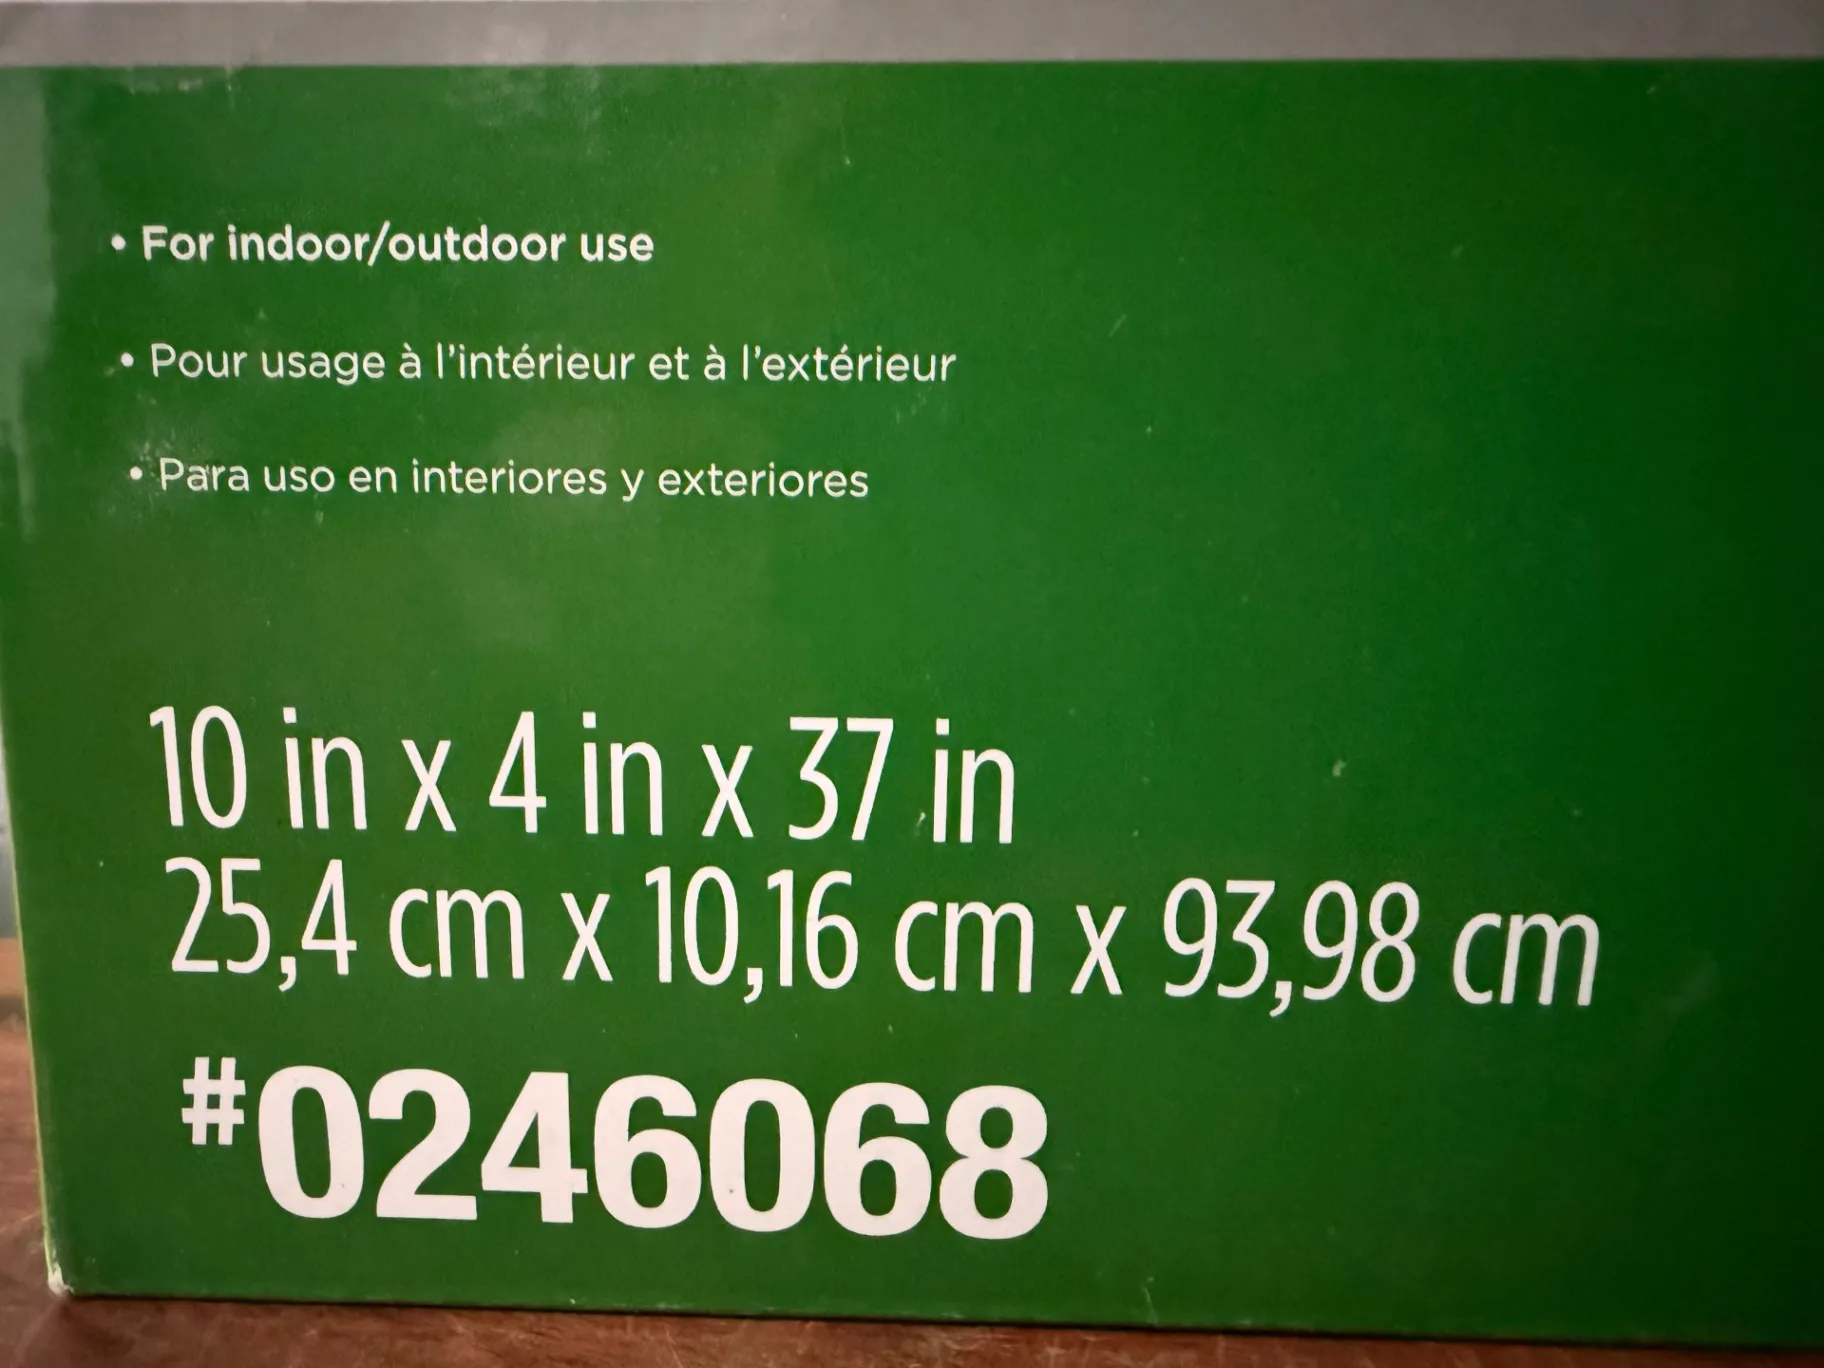 • For indoor/outdoor use
• Pour usage à l'intérieur et à l'extérieur
• Para uso en interiores y exteriores
10 in x 4 in x 37 in
25,4 cm x 10,16 cm x 93,98 cm
#0246068